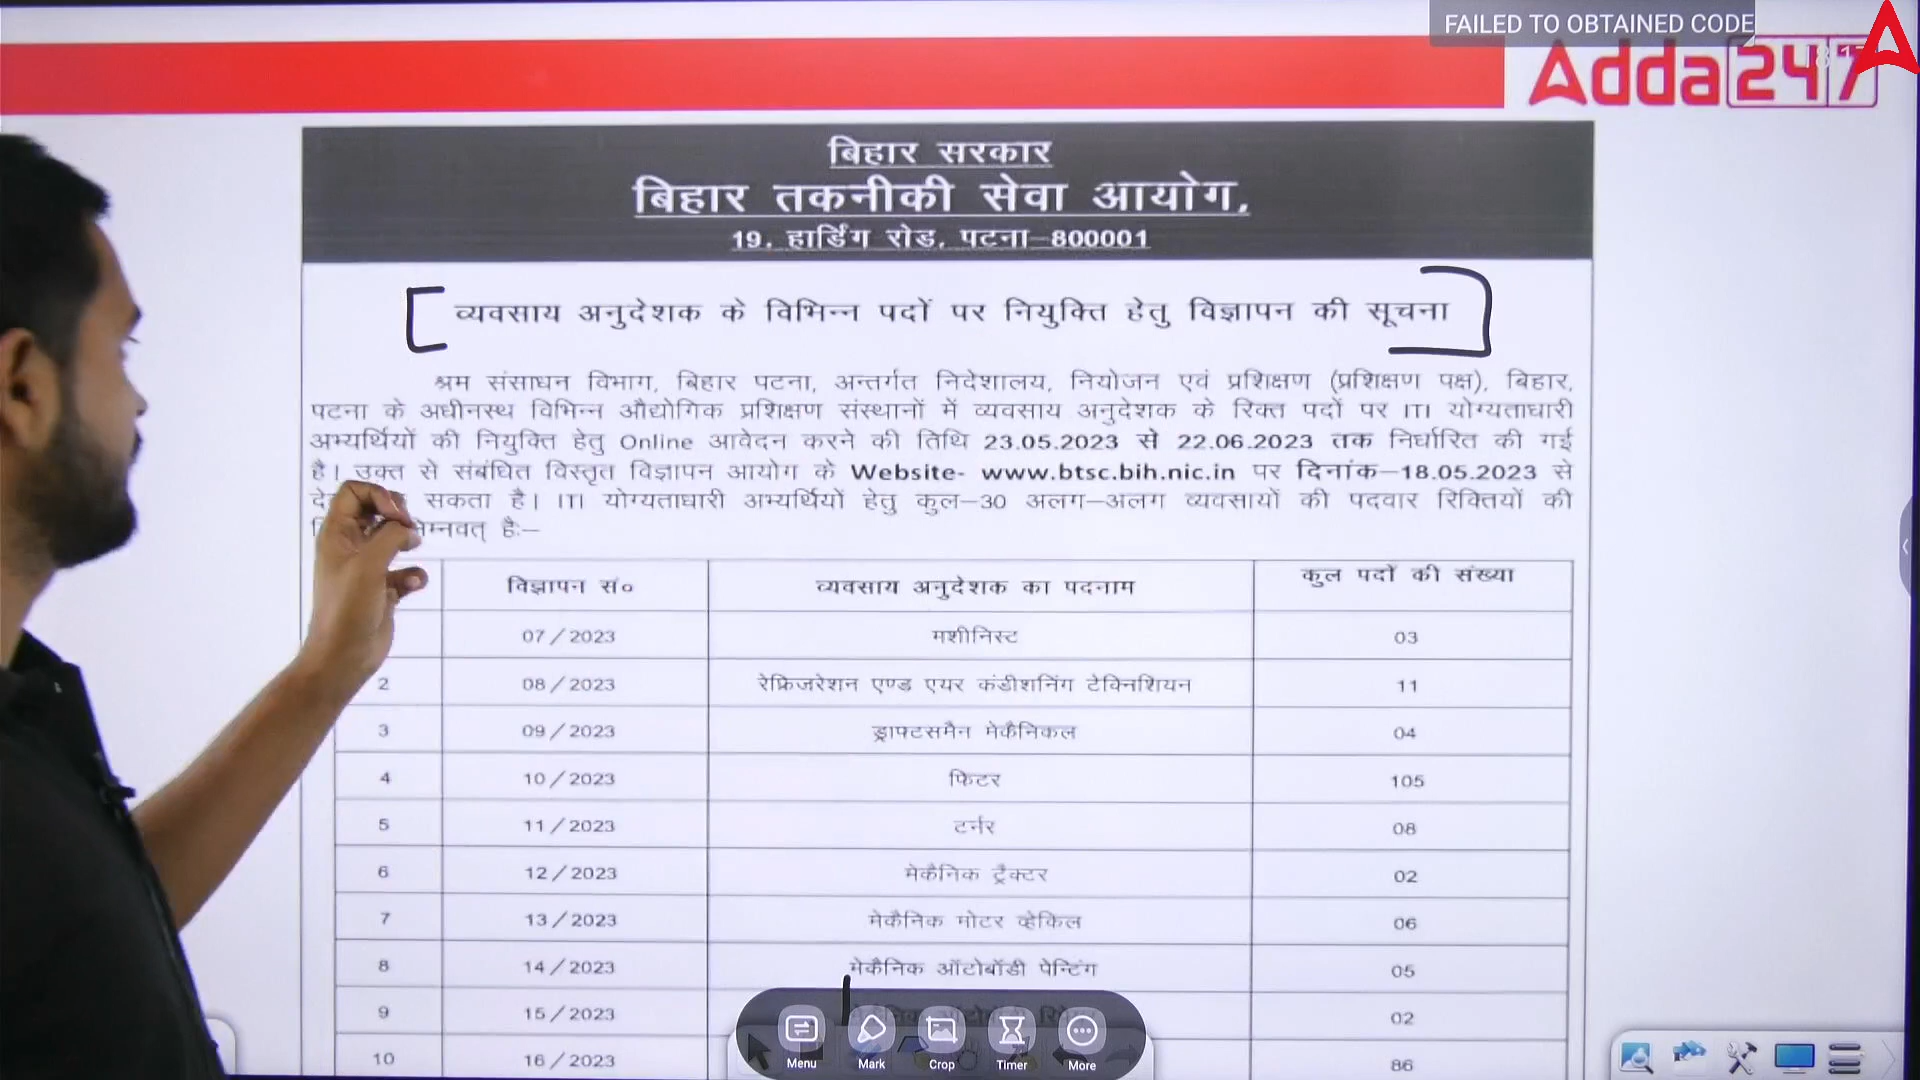 FAILED TO OBTAINED CODE
Adda247
बिहार सरकार
बिहार तकनीकी सेवा आयोग,
19, हार्डिंग रोड, पटना–800001
व्यवसाय अनुदेशक के विभिन्न पदों पर नियुक्ति हेतु विज्ञापन की सूचना
श्रम संसाधन विभाग, बिहार पटना, अन्तर्गत निदेशालय, नियोजन एवं प्रशिक्षण (प्रशिक्षण पक्ष), बिहार,
पटना के अधीनस्थ विभिन्न औद्योगिक प्रशिक्षण संस्थानों में व्यवसाय अनुदेशक के रिक्त पदों पर ITI योग्यताधारी
अभ्यर्थियों की नियुक्ति हेतु Online आवेदन करने की तिथि 23.05.2023 से 22.06.2023 तक निर्धारित की गई
है। उक्त से संबंधित विस्तृत विज्ञापन आयोग के Website- www.btsc.bih.nic.in पर दिनांक–18.05.2023 से
सकता है। ITI योग्यताधारी अभ्यर्थियों हेतु कुल–30 अलग–अलग व्यवसायों की पदवार रिक्तियों की
है:–
विज्ञापन सं० व्यवसाय अनुदेशक का पदनाम कुल पदों की संख्या
07/2023 मशीनिस्ट 03
2 08/2023 रेफ्रिजरेशन एण्ड एयर कंडीशनिंग टेक्निशियन 11
3 09/2023 ड्राफ्टसमैन मेकैनिकल 04
4 10/2023 फिटर 105
5 11/2023 टर्नर 08
6 12/2023 मेकैनिक ट्रैक्टर 02
7 13/2023 मेकैनिक मोटर व्हेकिल 06
8 14/2023 मेकैनिक ऑटोबॉडी पेन्टिंग 05
9 15/2023 02
10 16/2023 86
Menu Mark Crop Timer More